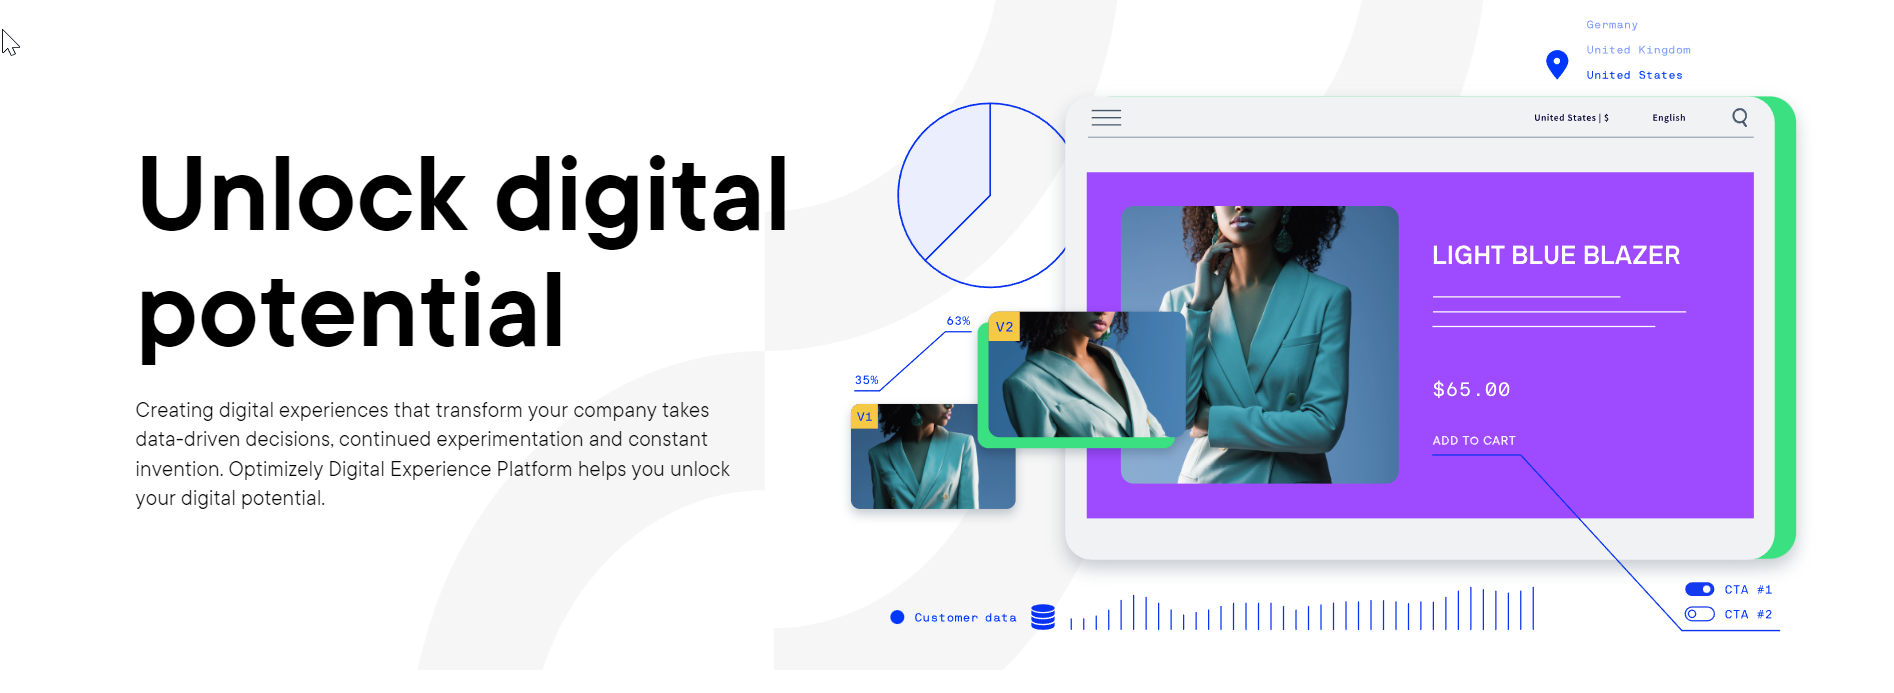 Unlock digital
potential
Creating digital experiences that transform your company takes
data-driven decisions, continued experimentation and constant
invention. Optimizely Digital Experience Platform helps you unlock
your digital potential.
Germany
United Kingdom
United States
United States | $
English
LIGHT BLUE BLAZER
$65.00
ADD TO CART
63%
35%
V2
V1
Customer data
CTA #1
CTA #2